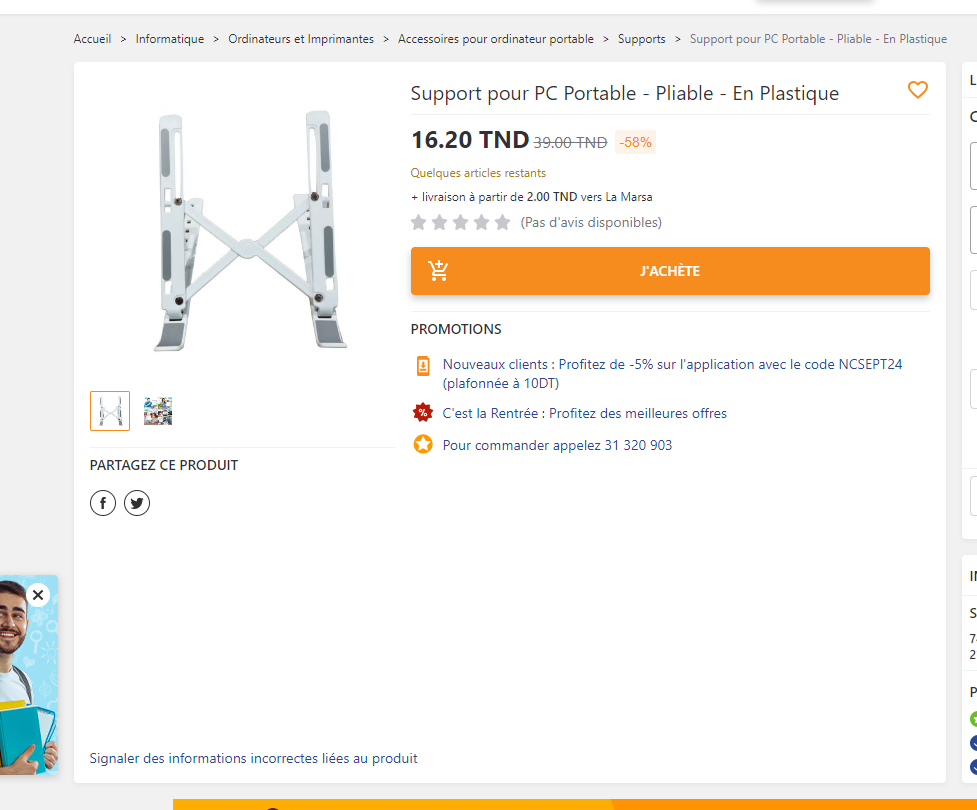 Accueil > Informatique > Ordinateurs et Imprimantes > Accessoires pour ordinateur portable > Supports > Support pour PC Portable - Pliable - En Plastique
Support pour PC Portable - Pliable - En Plastique
16.20 TND 39.00 TND -58%
Quelques articles restants
+ livraison à partir de 2.00 TND vers La Marsa
(Pas d'avis disponibles)
J'ACHÈTE
PROMOTIONS
Nouveaux clients : Profitez de -5% sur l'application avec le code NCSEPT24
(plafonnée à 10DT)
C'est la Rentrée : Profitez des meilleures offres
Pour commander appelez 31 320 903
PARTAGEZ CE PRODUIT
Signaler des informations incorrectes liées au produit